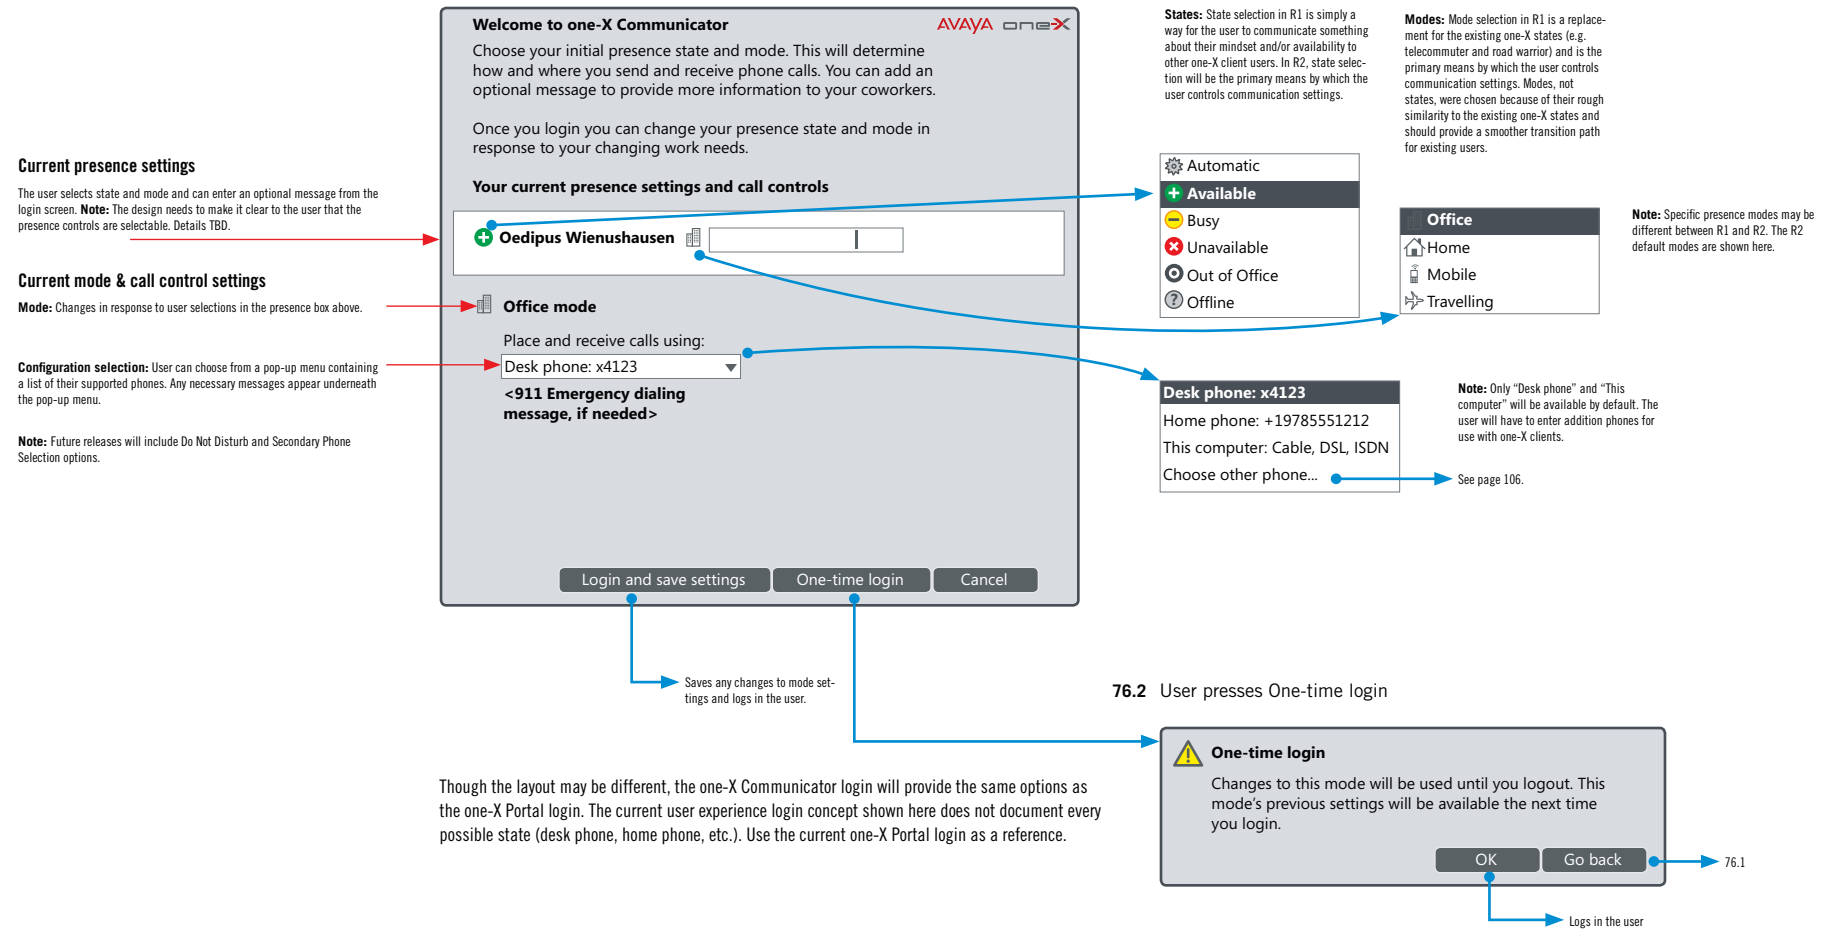 Current presence settings
The user selects state and mode and can enter an optional message from the
login screen. Note: The design needs to make it clear to the user that the
presence controls are selectable. Details TBD.
Current mode & call control settings
Mode: Changes in response to user selections in the presence box above.
Configuration selection: User can choose from a pop-up menu containing
a list of their supported phones. Any necessary messages appear underneath
the pop-up menu.
Note: Future releases will include Do Not Disturb and Secondary Phone
Selection options.
Welcome to one-X Communicator
AVAYA one-X
Choose your initial presence state and mode. This will determine
how and where you send and receive phone calls. You can add an
optional message to provide more information to your coworkers.
Once you login you can change your presence state and mode in
response to your changing work needs.
Your current presence settings and call controls
Oedipus Wienushausen
Office mode
Place and receive calls using:
Desk phone: x4123
<911 Emergency dialing
message, if needed>
Login and save settings
One-time login
Cancel
Saves any changes to mode set-
tings and logs in the user.
Though the layout may be different, the one-X Communicator login will provide the same options as
the one-X Portal login. The current user experience login concept shown here does not document every
possible state (desk phone, home phone, etc.). Use the current one-X Portal login as a reference.
States: State selection in R1 is simply a
way for the user to communicate something
about their mindset and/or availability to
other one-X client users. In R2, state selec-
tion will be the primary means by which the
user controls communication settings.
Automatic
Available
Busy
Unavailable
Out of Office
Offline
Modes: Mode selection in R1 is a replace-
ment for the existing one-X states (e.g.
telecommuter and road warrior) and is the
primary means by which the user controls
communication settings. Modes, not
states, were chosen because of their rough
similarity to the existing one-X states and
should provide a smoother transition path
for existing users.
Office
Home
Mobile
Travelling
Note: Specific presence modes may be
different between R1 and R2. The R2
default modes are shown here.
Desk phone: x4123
Home phone: +19785551212
This computer: Cable, DSL, ISDN
Choose other phone...
Note: Only "Desk phone" and "This
computer" will be available by default. The
user will have to enter addition phones for
use with one-X clients.
See page 106.
76.2 User presses One-time login
One-time login
Changes to this mode will be used until you logout. This
mode's previous settings will be available the next time
you login.
OK
Go back
76.1
Logs in the user